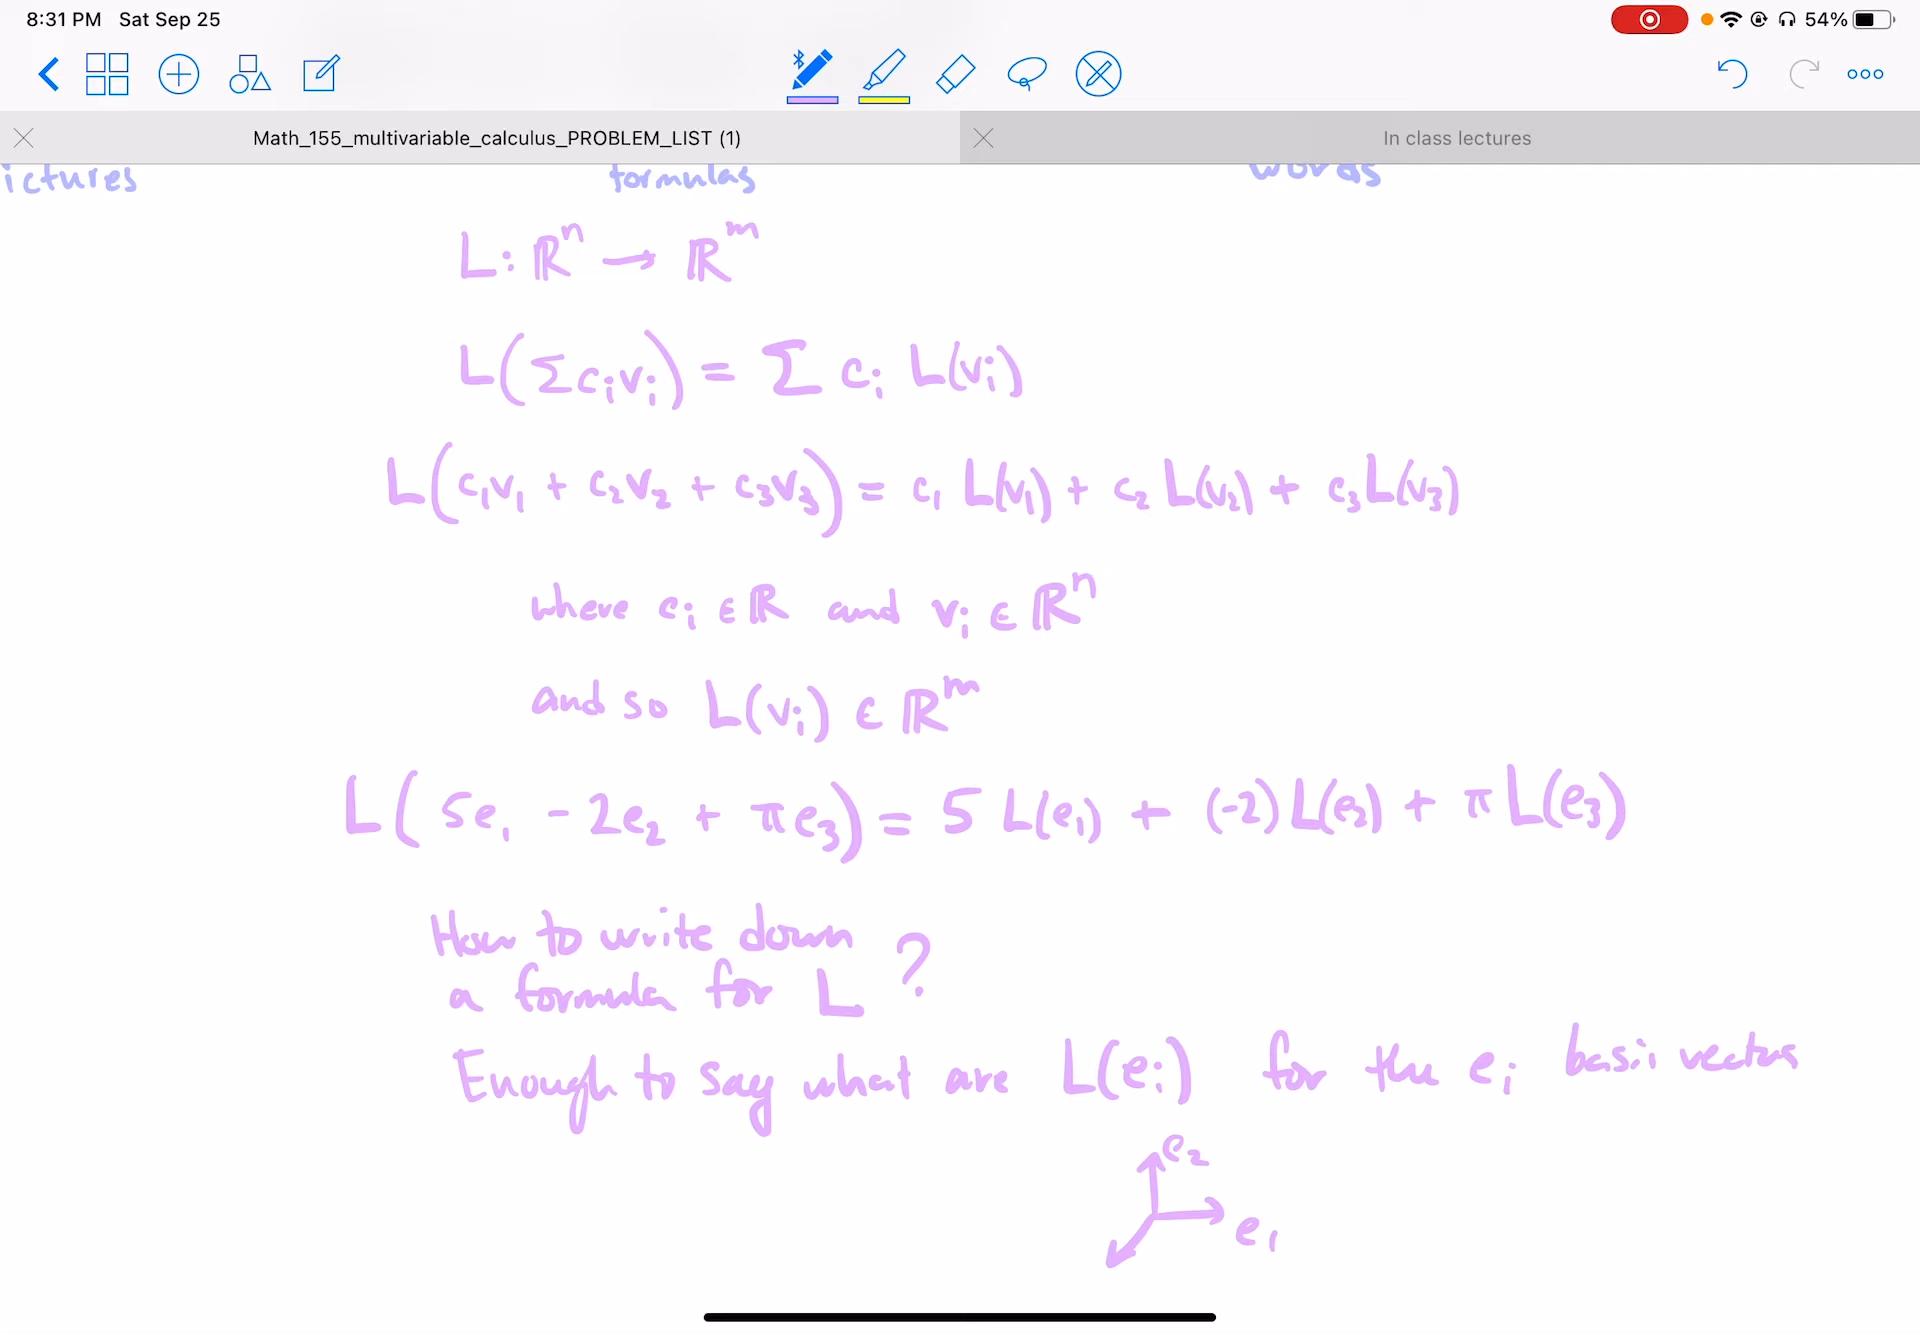 8:31 PM Sat Sep 25 54%
Math_155_multivariable_calculus_PROBLEM_LIST (1) In class lectures
ictures formulas words
L: ℝⁿ → ℝᵐ
L(Σcᵢvᵢ) = Σ cᵢ L(vᵢ)
L(c₁v₁ + c₂v₂ + c₃v₃) = c₁ L(v₁) + c₂ L(v₂) + c₃L(v₃)
where cᵢ ∈ ℝ and vᵢ ∈ ℝⁿ
and so L(vᵢ) ∈ ℝᵐ
L( 5e₁ - 2e₂ + πe₃) = 5 L(e₁) + (-2) L(e₂) + π L(e₃)
How to write down
a formula for L ?
Enough to say what are L(eᵢ) for the eᵢ basis vectors
e₂
e₁